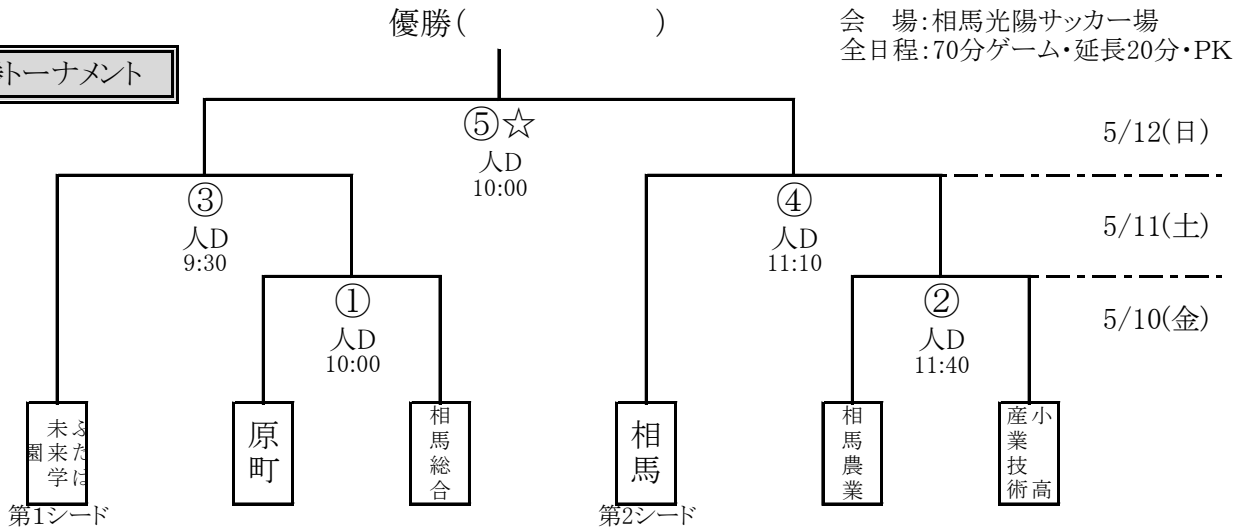 優勝(　　　　　)
会　場:相馬光陽サッカー場
全日程:70分ゲーム・延長20分・PK
トーナメント
⑤☆
人D
10:00
5/12(日)
③
人D
9:30
④
人D
11:10
5/11(土)
①
人D
10:00
②
人D
11:40
5/10(金)
ふたば
未来学
園
原町
相馬総合
相馬
相馬農業
小　高
産業技術
第1シード
第2シード